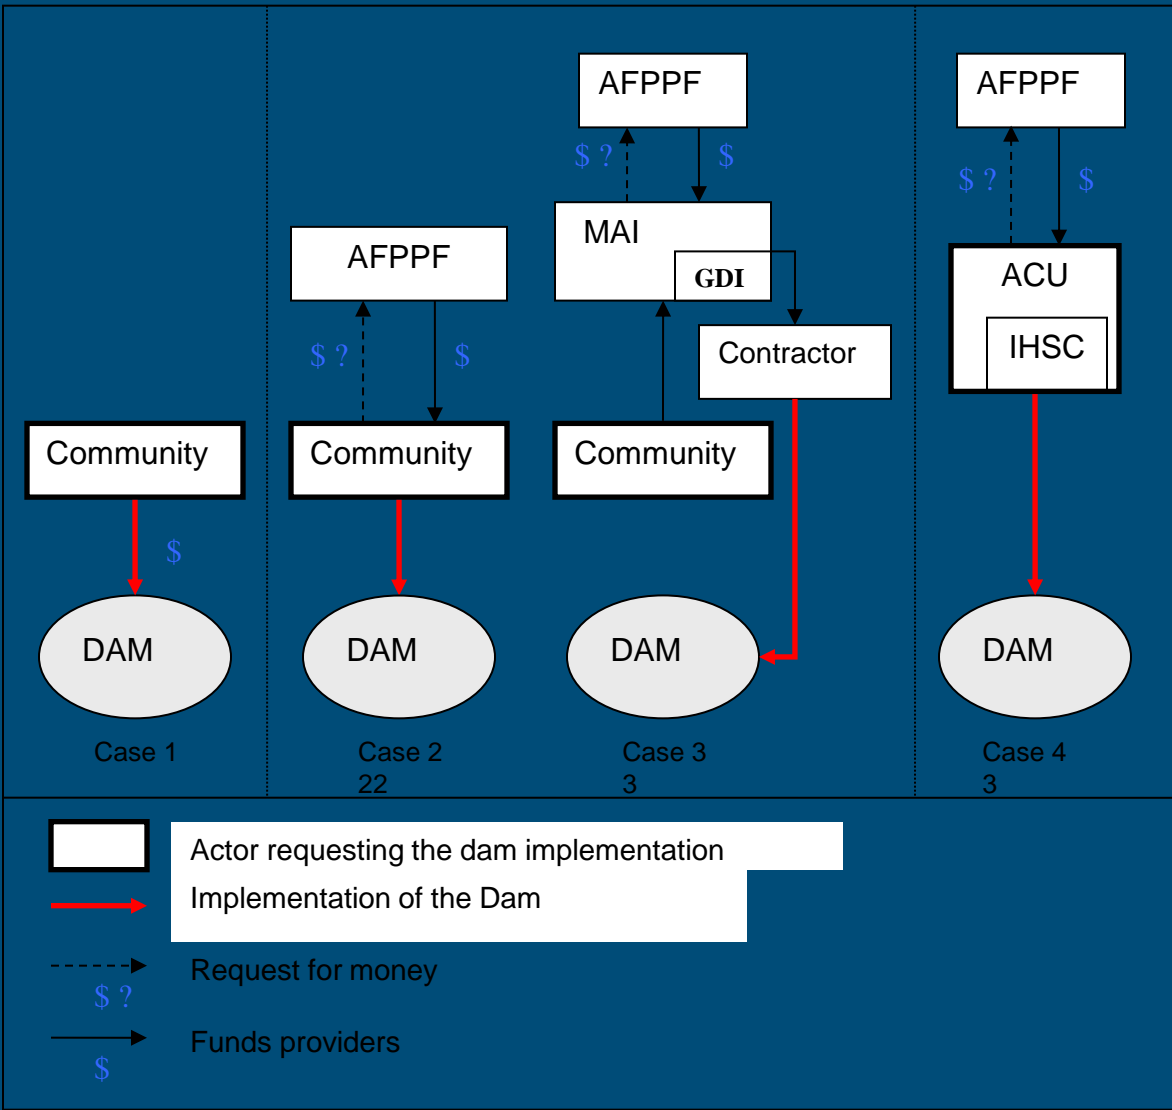 AFPPF
AFPPF
$ ?
$
$ ?
$
MAI
AFPPF
GDI
ACU
Contractor
IHSC
$ ?
$
Community
Community
Community
$
DAM
DAM
DAM
DAM
Case 1
Case 2
22
Case 3
3
Case 4
3
Actor requesting the dam implementation
Implementation of the Dam
Request for money
$ ?
Funds providers
$